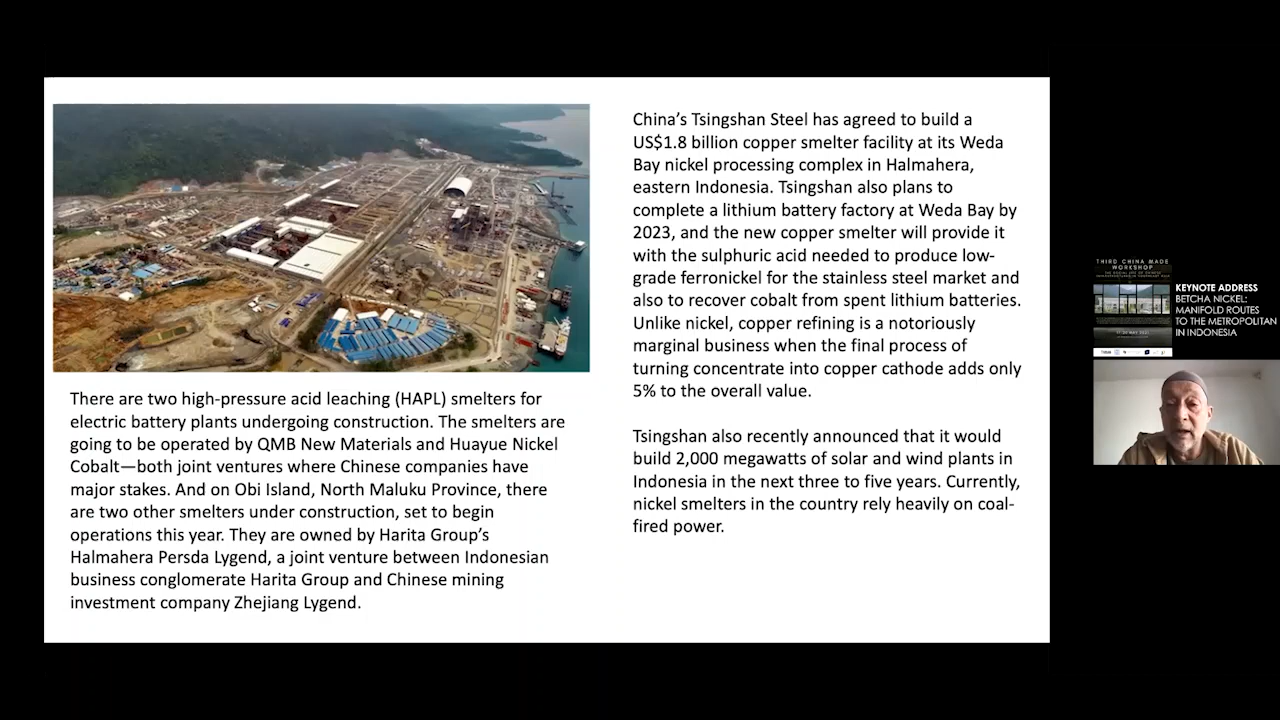 There are two high-pressure acid leaching (HAPL) smelters for
electric battery plants undergoing construction. The smelters are
going to be operated by QMB New Materials and Huayue Nickel
Cobalt—both joint ventures where Chinese companies have
major stakes. And on Obi Island, North Maluku Province, there
are two other smelters under construction, set to begin
operations this year. They are owned by Harita Group’s
Halmahera Persda Lygend, a joint venture between Indonesian
business conglomerate Harita Group and Chinese mining
investment company Zhejiang Lygend.
China’s Tsingshan Steel has agreed to build a
US$1.8 billion copper smelter facility at its Weda
Bay nickel processing complex in Halmahera,
eastern Indonesia. Tsingshan also plans to
complete a lithium battery factory at Weda Bay by
2023, and the new copper smelter will provide it
with the sulphuric acid needed to produce low-
grade ferronickel for the stainless steel market and
also to recover cobalt from spent lithium batteries.
Unlike nickel, copper refining is a notoriously
marginal business when the final process of
turning concentrate into copper cathode adds only
5% to the overall value.
Tsingshan also recently announced that it would
build 2,000 megawatts of solar and wind plants in
Indonesia in the next three to five years. Currently,
nickel smelters in the country rely heavily on coal-
fired power.
THIRD CHINA MADE
WORKSHOP
KEYNOTE ADDRESS
BETCHA NICKEL:
MANIFOLD ROUTES
TO THE METROPOLITAN
IN INDONESIA